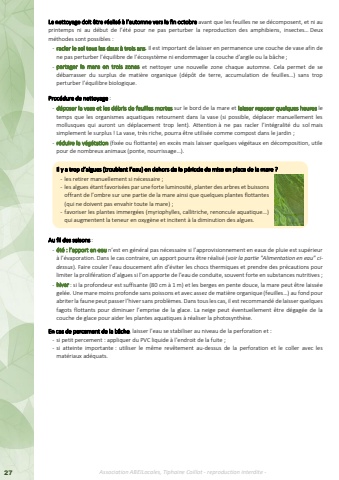 Le nettoyage doit être réalisé à l'automne vers la fin octobre avant que les feuilles ne se décomposent, et ni au
printemps ni au début de l'été pour ne pas perturber la reproduction des amphibiens, insectes... Deux
méthodes sont possibles :
- racler le sol tous les deux à trois ans. Il est important de laisser en permanence une couche de vase afin de
ne pas perturber l'équilibre de l'écosystème ni endommager la couche d'argile ou la bâche ;
- partager la mare en trois zones et nettoyer une nouvelle zone chaque automne. Cela permet de se
débarrasser du surplus de matière organique (dépôt de terre, accumulation de feuilles...) sans trop
perturber l'équilibre biologique.
Procédure de nettoyage
- déposer la vase et les débris de feuilles mortes sur le bord de la mare et laisser reposer quelques heures le
temps que les organismes aquatiques retournent dans la vase (si possible, déplacer manuellement les
mollusques qui auront un déplacement trop lent). Attention à ne pas racler l'intégralité du sol mais
simplement le surplus ! La vase, très riche, pourra être utilisée comme compost dans le jardin ;
- réduire la végétation (fixée ou flottante) en excès mais laisser quelques végétaux en décomposition, utile
pour de nombreux animaux (ponte, nourrissage...).
Il y a trop d'algues (troublant l'eau) en dehors de la période de mise en place de la mare ?
- les retirer manuellement si nécessaire ;
- les algues étant favorisées par une forte luminosité, planter des arbres et buissons
offrant de l'ombre sur une partie de la mare ainsi que quelques plantes flottantes
(qui ne doivent pas envahir toute la mare) ;
- favoriser les plantes immergées (myriophylles, callitriche, renoncule aquatique...)
qui augmentent la teneur en oxygène et incitent à la diminution des algues.
Au fil des saisons
- été : l'apport en eau n'est en général pas nécessaire si l'approvisionnement en eaux de pluie est supérieur
à l'évaporation. Dans le cas contraire, un apport pourra être réalisé (voir la partie "Alimentation en eau" ci-
dessus). Faire couler l'eau doucement afin d'éviter les chocs thermiques et prendre des précautions pour
limiter la prolifération d'algues si l'on apporte de l'eau de conduite, souvent forte en substances nutritives ;
- hiver : si la profondeur est suffisante (80 cm à 1 m) et les berges en pente douce, la mare peut être laissée
gelée. Une mare moins profonde sans poissons et avec assez de matière organique (feuilles...) au fond pour
abriter la faune peut passer l'hiver sans problèmes. Dans tous les cas, il est recommandé de laisser quelques
fagots flottants pour diminuer l'emprise de la glace. La neige peut éventuellement être dégagée de la
couche de glace pour aider les plantes aquatiques à réaliser la photosynthèse.
En cas de percement de la bâche, laisser l'eau se stabiliser au niveau de la perforation et :
- si petit percement : appliquer du PVC liquide à l'endroit de la fuite ;
- si atteinte importante : utiliser le même revêtement au-dessus de la perforation et le coller avec les
matériaux adéquats.
27